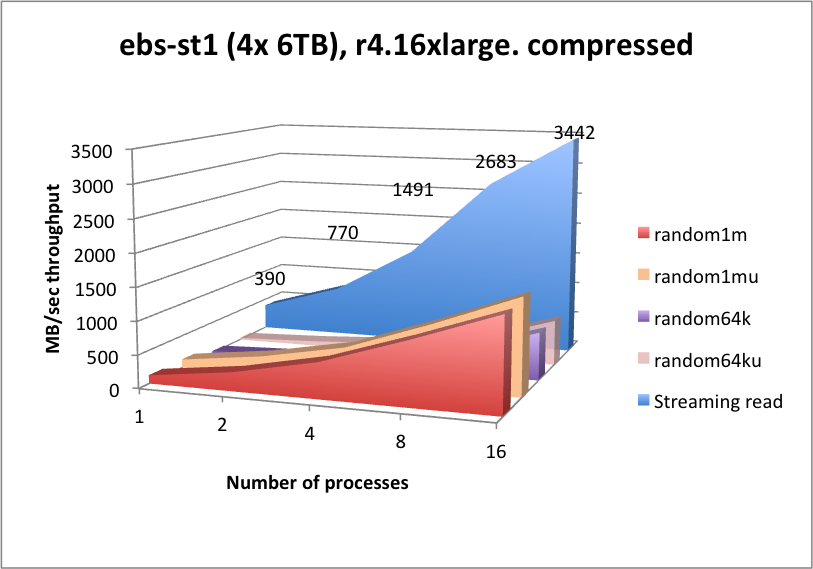 ebs-st1 (4x 6TB), r4.16xlarge. compressed
3442
3500
3000
2683
2500
1491
2000
770
1500
390
1000
500
0
MB/sec throughput
1
2
4
8
16
Number of processes
random1m
random1mu
random64k
random64ku
Streaming read